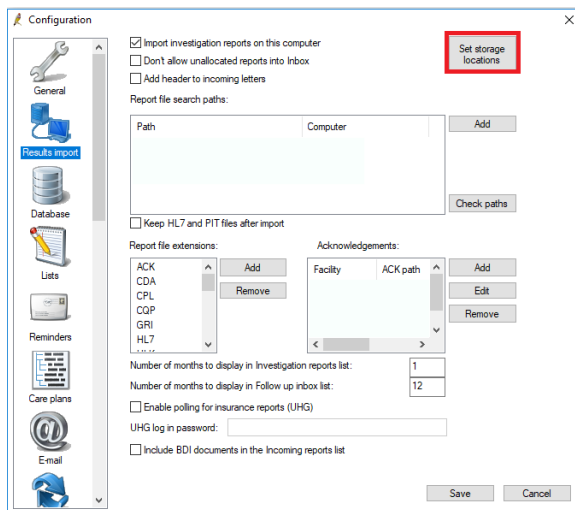 Configuration
General
Results import
Database
Lists
Reminders
Care plans
E-mail
Import investigation reports on this computer
Don't allow unallocated reports into Inbox
Add header to incoming letters
Set storage
locations
Report file search paths:
Path Computer
Add
Check paths
Keep HL7 and PIT files after import
Report file extensions:
ACK
CDA
CPL
CQP
GRI
HL7
Add
Remove
Acknowledgements:
Facility ACK path
Add
Edit
Remove
Number of months to display in Investigation reports list: 1
Number of months to display in Follow up inbox list: 12
Enable polling for insurance reports (UHG)
UHG log in password:
Include BDI documents in the Incoming reports list
Save Cancel